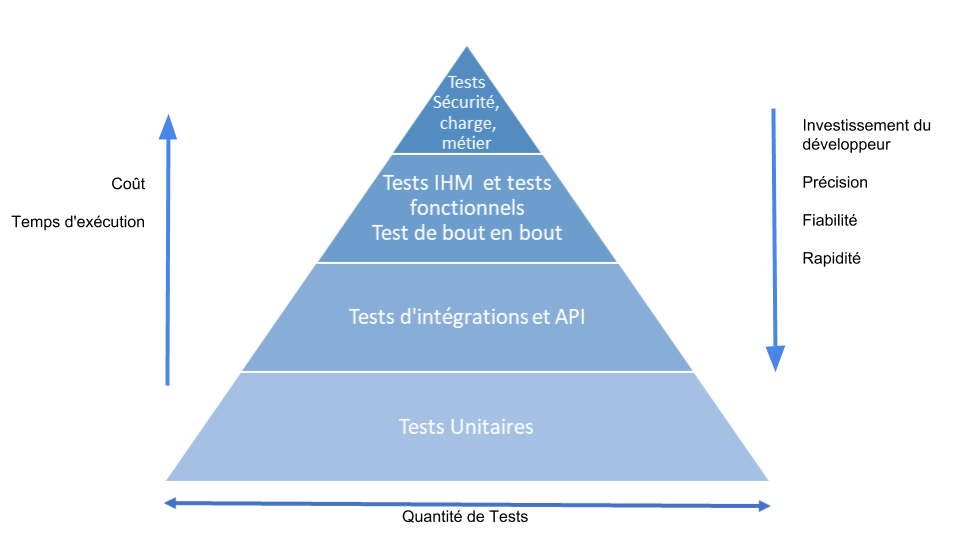 Tests
Sécurité,
charge,
métier
Tests IHM et tests
fonctionnels
Test de bout en bout
Tests d'intégrations et API
Tests Unitaires
Coût
Temps d'exécution
Investissement du
développeur
Précision
Fiabilité
Rapidité
Quantité de Tests